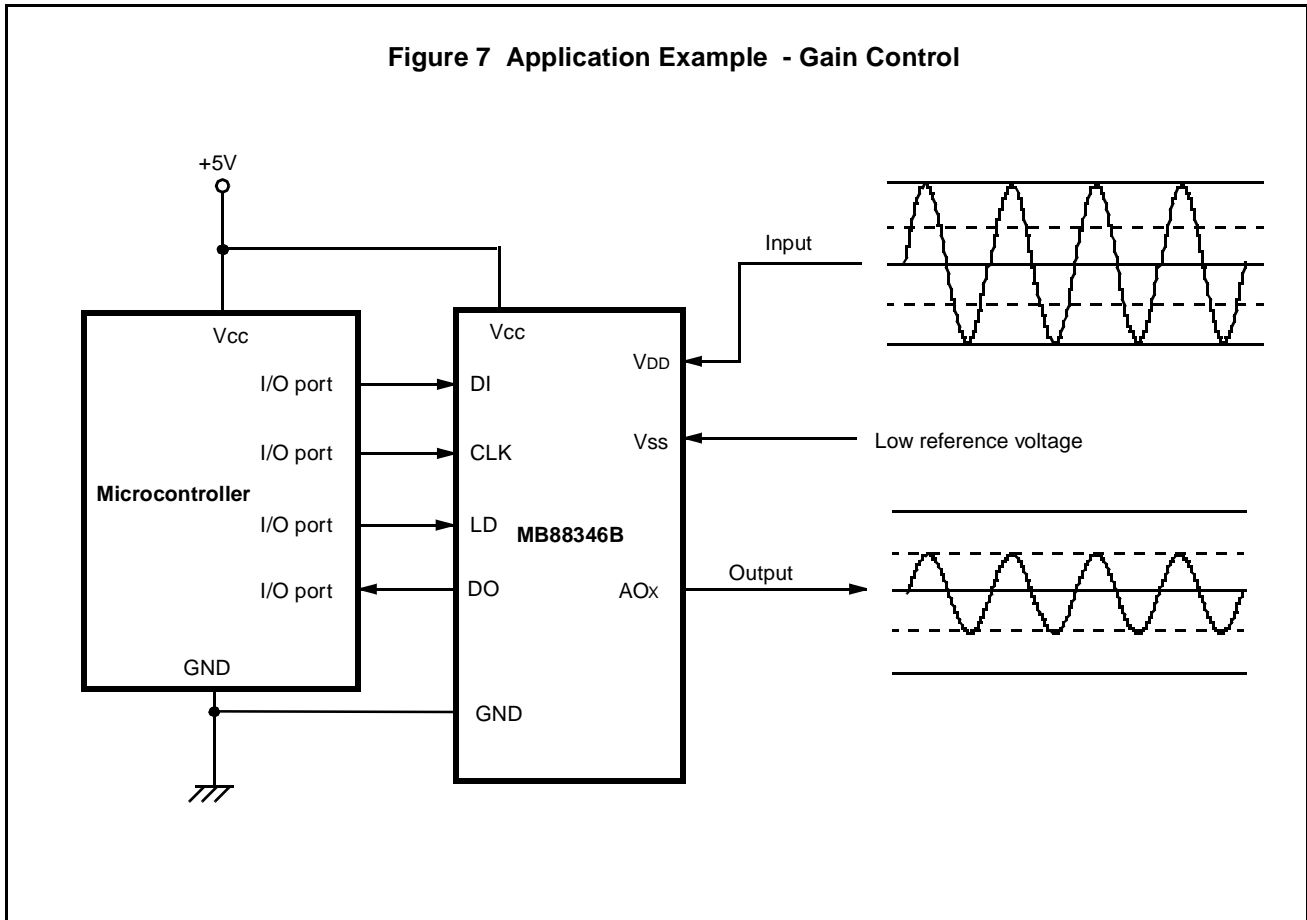 Figure 7 Application Example - Gain Control
+5V
Input
Vcc
I/O port
I/O port
Microcontroller
I/O port
I/O port
GND
Vcc
DI
CLK
LD
DO
GND
MB88346B
VDD
Vss
AOx
Low reference voltage
Output